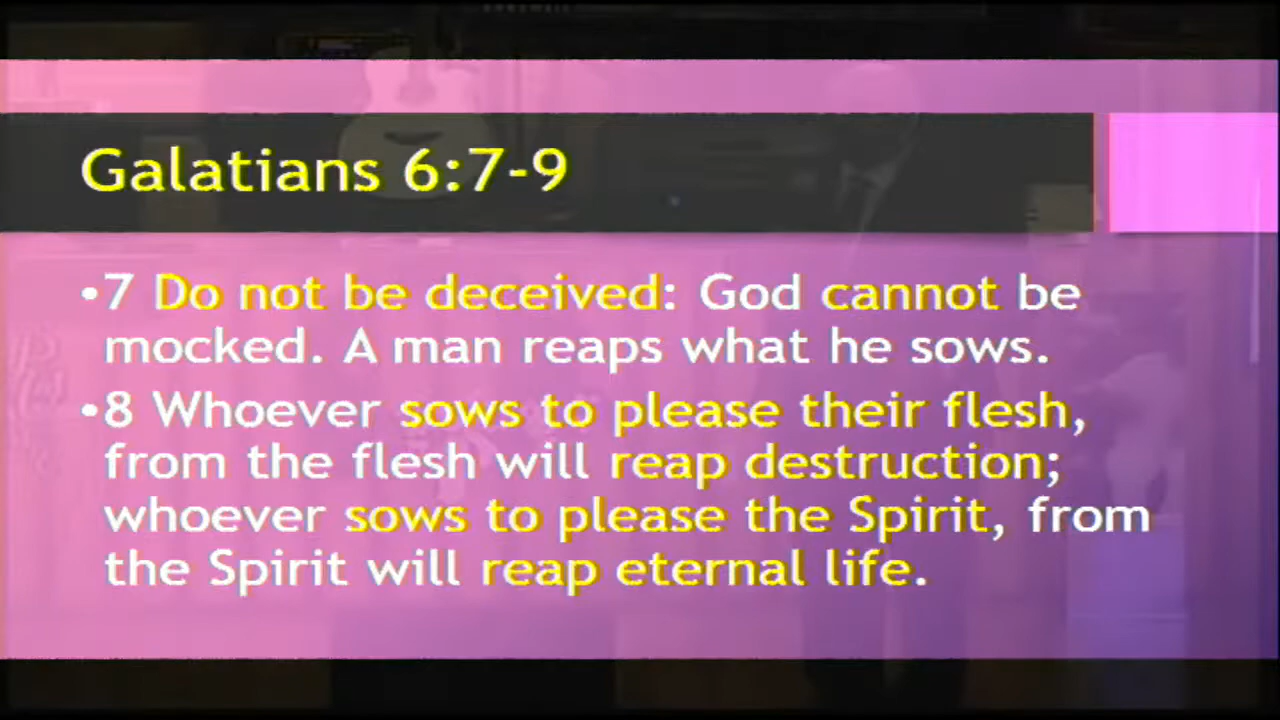 Galatians 6:7-9
•7 Do not be deceived: God cannot be
mocked. A man reaps what he sows.
•8 Whoever sows to please their flesh,
from the flesh will reap destruction;
whoever sows to please the Spirit, from
the Spirit will reap eternal life.